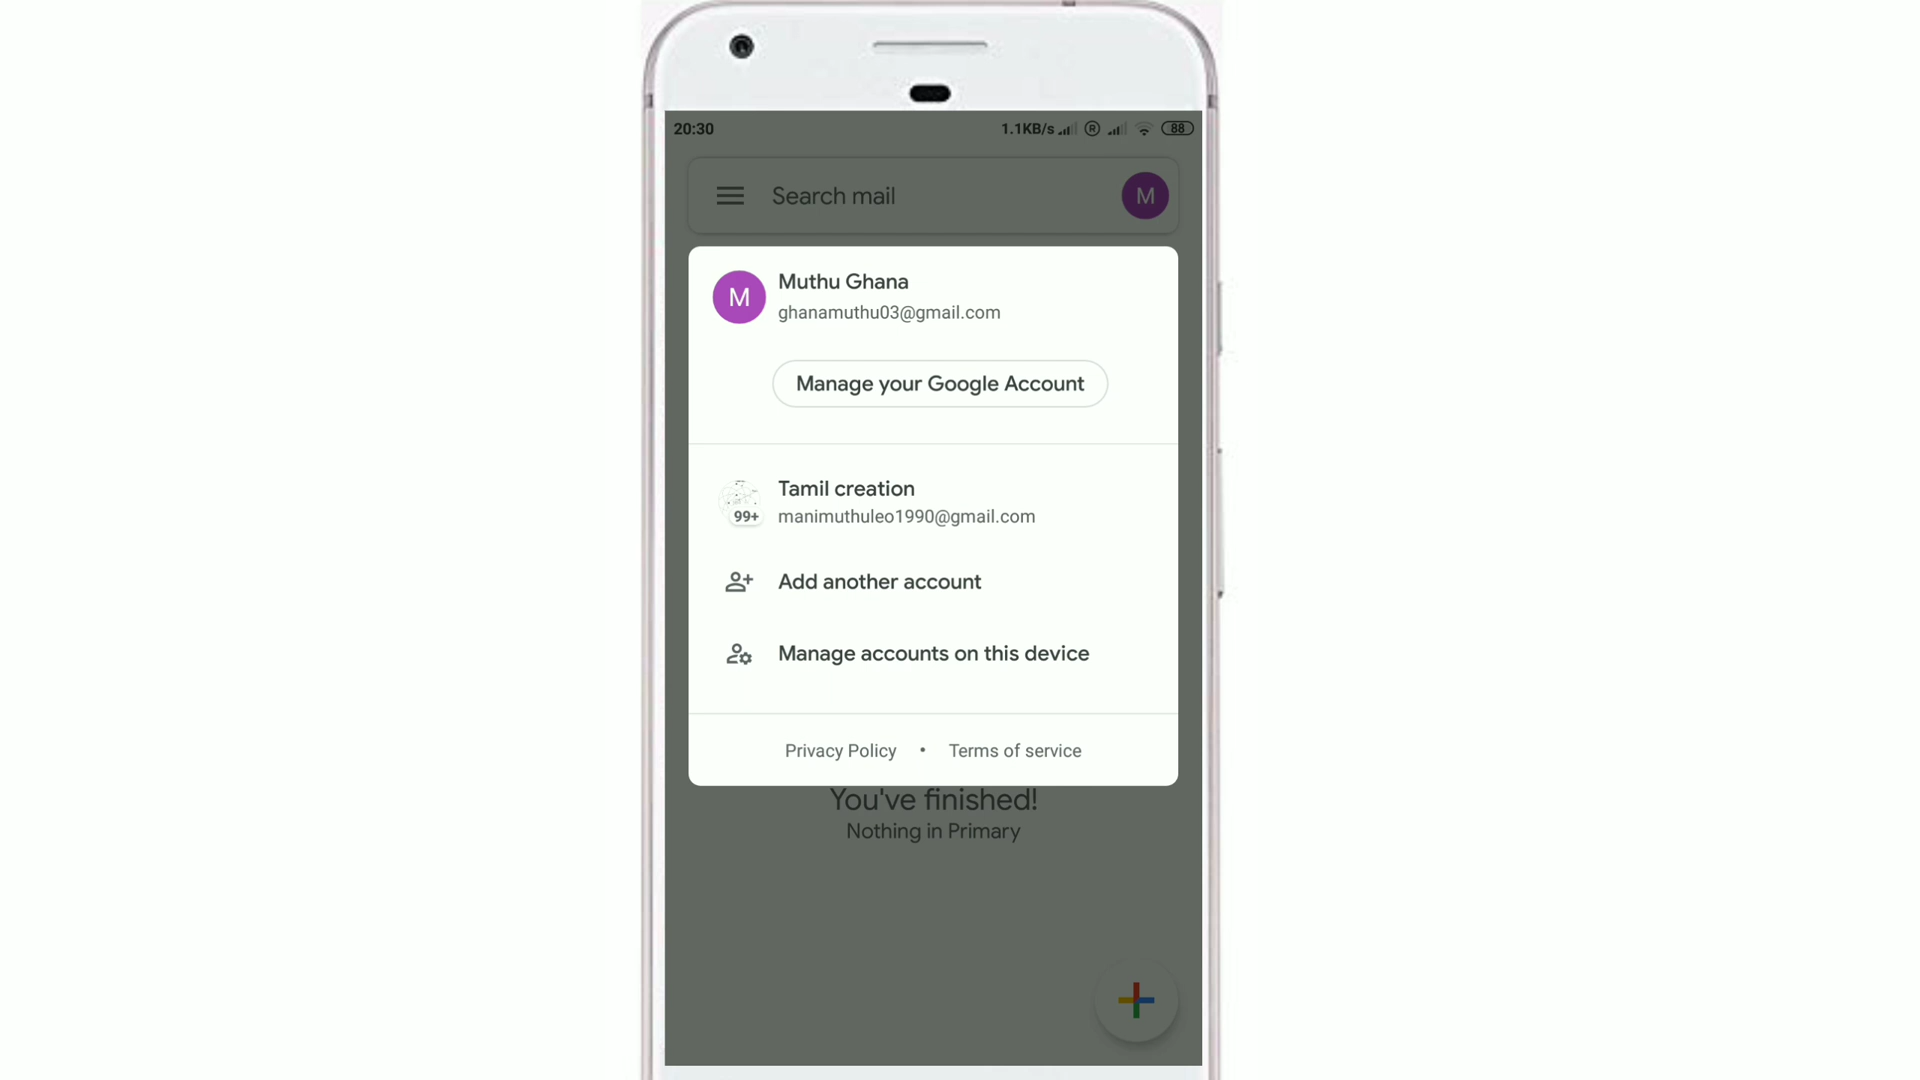 20:30
1.1KB/s R 88
Search mail
M
M
Muthu Ghana
ghanamuthu03@gmail.com
Manage your Google Account
Tamil creation
99+
manimuthuleo1990@gmail.com
Add another account
Manage accounts on this device
Privacy Policy • Terms of service
You've finished!
Nothing in Primary